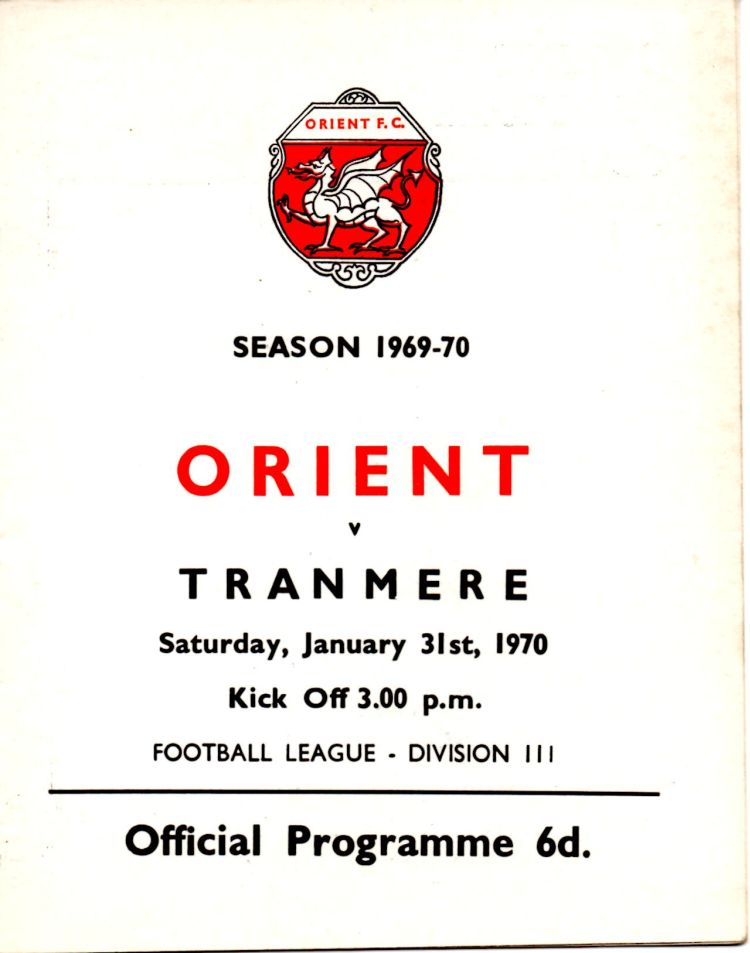 ORIENT F.C.
SEASON 1969-70
ORIENT
v
TRANMERE
Saturday, January 31st, 1970
Kick Off 3.00 p.m.
FOOTBALL LEAGUE - DIVISION III
Official Programme 6d.